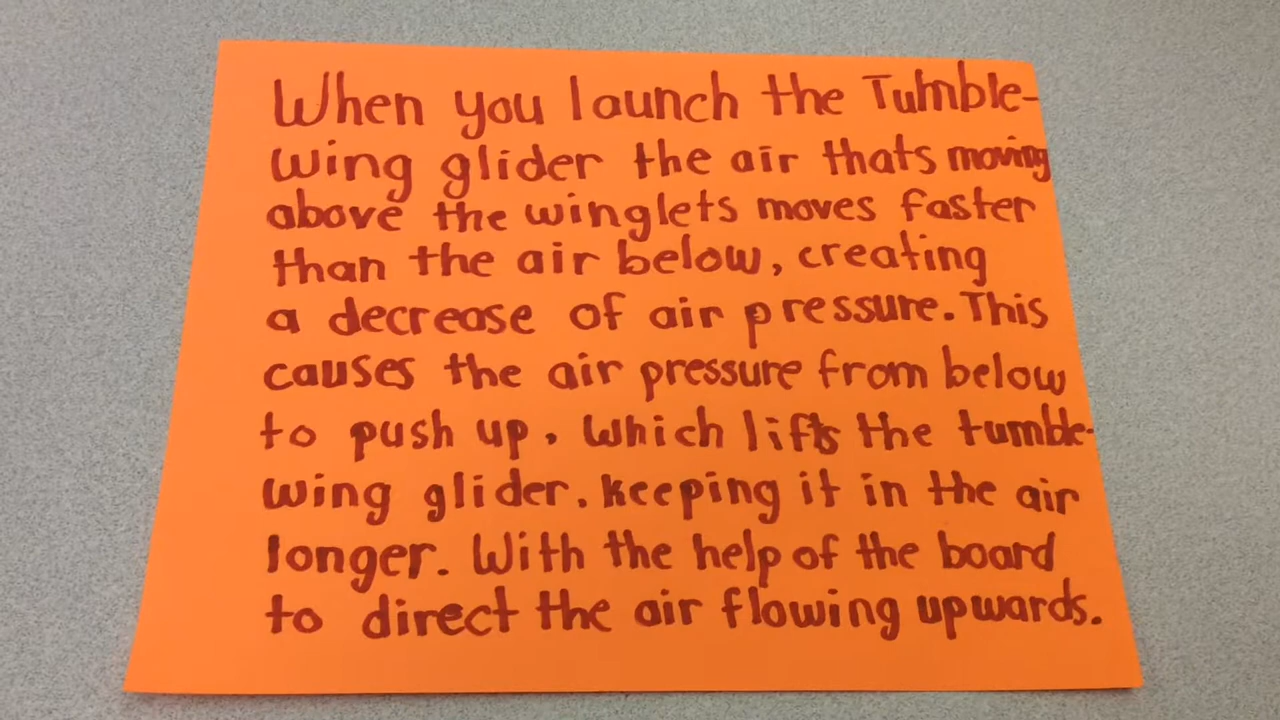 When you launch the Tumble-
wing glider the air thats moving
above the winglets moves faster
than the air below, creating
a decrease of air pressure. This
causes the air pressure from below
to push up. Which lifts the tumble-
wing glider. keeping it in the air
longer. With the help of the board
to direct the air flowing upwards.